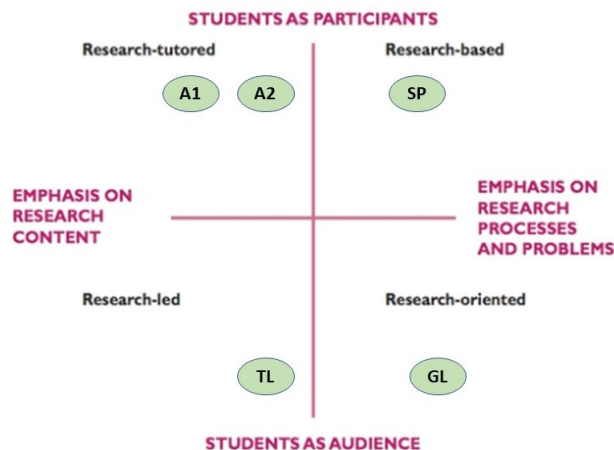 STUDENTS AS PARTICIPANTS
Research-tutored
Research-based
A1
A2
SP
EMPHASIS ON
RESEARCH
CONTENT
EMPHASIS ON
RESEARCH
PROCESSES
AND PROBLEMS
Research-led
Research-oriented
TL
GL
STUDENTS AS AUDIENCE